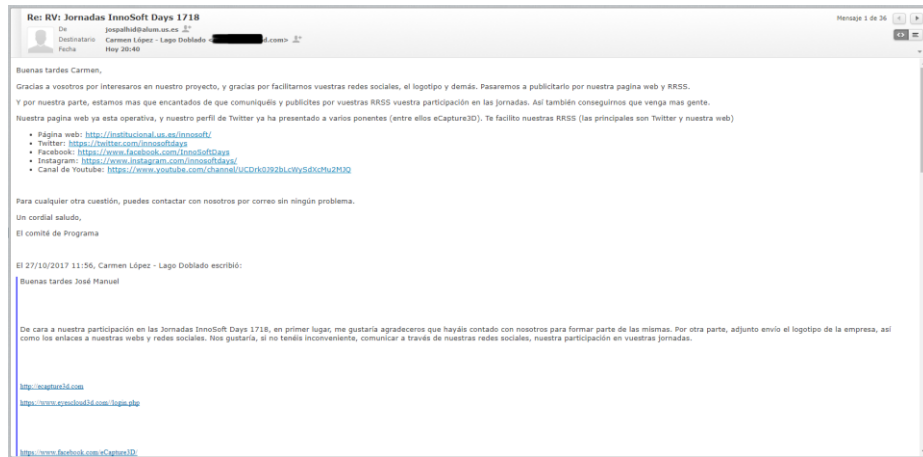 Re: RV: Jornadas InnoSoft Days 1718
Mensaje 1 de 36
De jospalhid@alum.us.es
Destinatario Carmen López - Lago Doblado < d.com>
Fecha Hoy 20:40
Buenas tardes Carmen,
Gracias a vosotros por interesaros en nuestro proyecto, y gracias por facilitarnos vuestras redes sociales, el logotipo y demás. Pasaremos a publicitarlo por nuestra pagina web y RRSS.
Y por nuestra parte, estamos mas que encantados de que comuniquéis y publicites por vuestras RRSS vuestra participación en las jornadas. Así también conseguirnos que venga mas gente.
Nuestra pagina web ya esta operativa, y nuestro perfil de Twitter ya ha presentado a varios ponentes (entre ellos eCapture3D). Te facilito nuestras RRSS (las principales son Twitter y nuestra web)
• Página web: http://institucional.us.es/innosoft/
• Twitter: https://twitter.com/innosoftdays
• Facebook: https://www.facebook.com/InnoSoftDays
• Instagram: https://www.instagram.com/innosoftdays/
• Canal de Youtube: https://www.youtube.com/channel/UCDrk0J92bLcWySdXcMu2MJQ
Para cualquier otra cuestión, puedes contactar con nosotros por correo sin ningún problema.
Un cordial saludo,
El comité de Programa
El 27/10/2017 11:56, Carmen López - Lago Doblado escribió:
Buenas tardes José Manuel
De cara a nuestra participación en las Jornadas InnoSoft Days 1718, en primer lugar, me gustaría agradeceros que hayáis contado con nosotros para formar parte de las mismas. Por otra parte, adjunto envío el logotipo de la empresa, así
como los enlaces a nuestras webs y redes sociales. Nos gustaría, si no tenéis inconveniente, comunicar a través de nuestras redes sociales, nuestra participación en vuestras jornadas.
http://ecapture3d.com
https://www.eyescloud3d.com//login.php
https://www.facebook.com/eCapture3D/